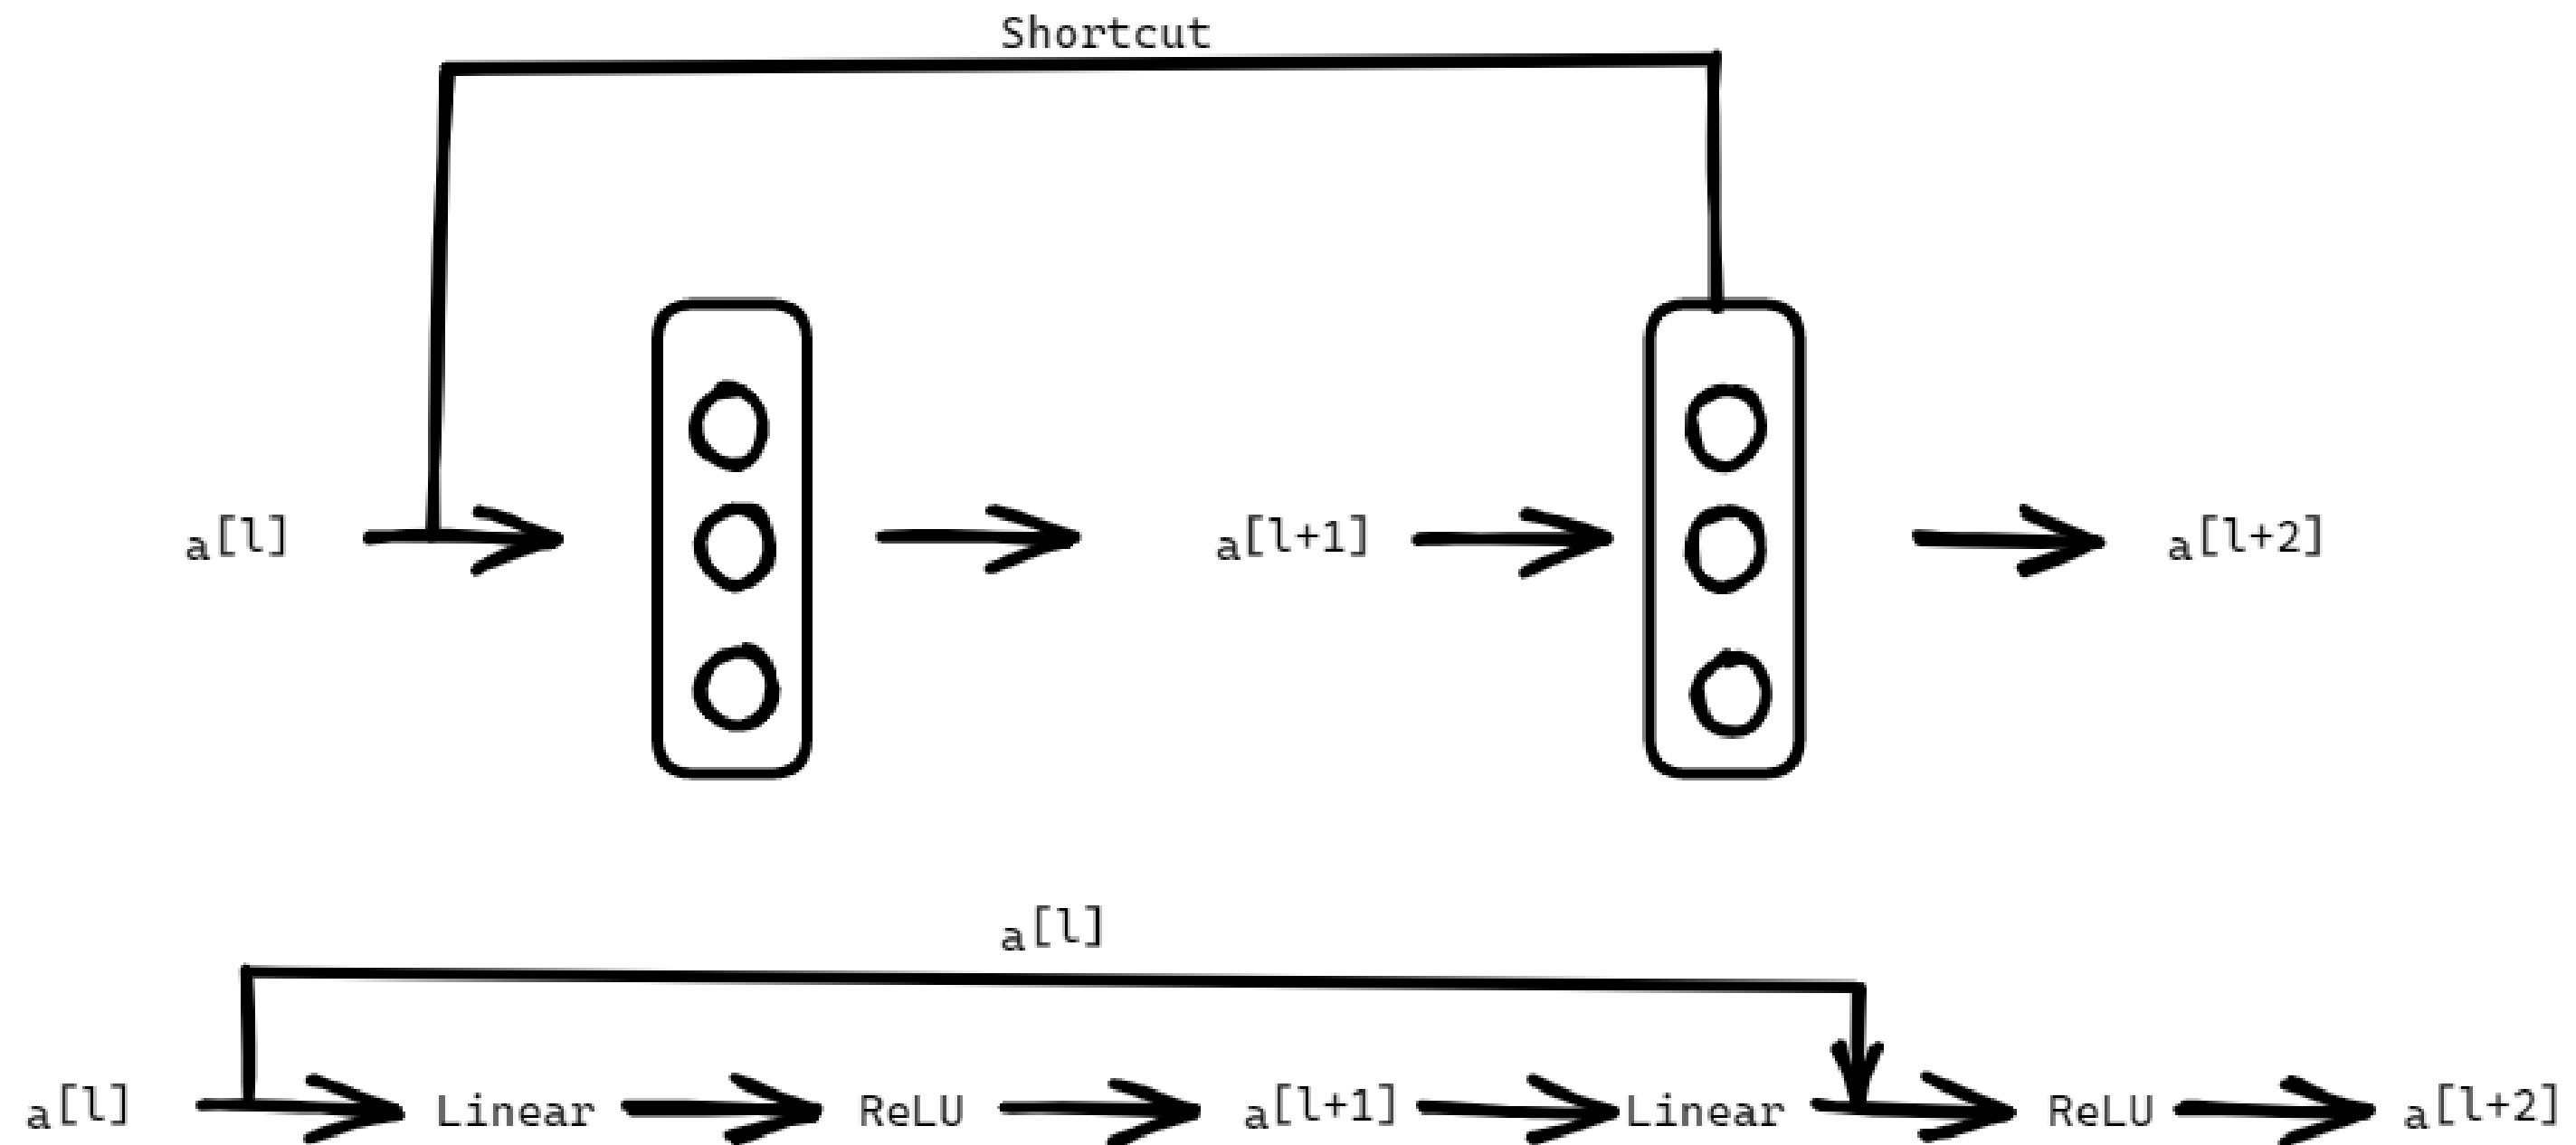 Shortcut
a[l] a[l+1] a[l+2]
a[l]
a[l] Linear ReLU a[l+1] Linear ReLU a[l+2]